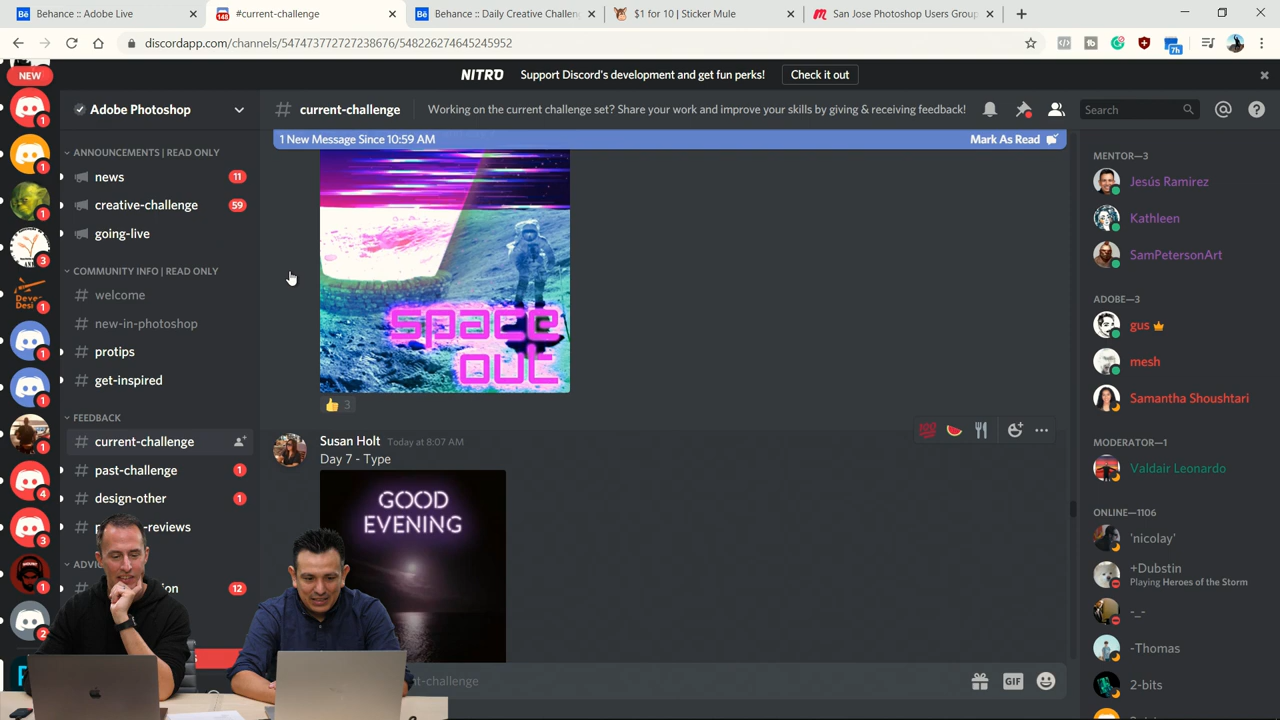 Behance :: Adobe Live
#current-challenge
Behance :: Daily Creative Challen
$1 for 10 | Sticker Mule
San Jose Photoshop Users Group
discordapp.com/channels/547473772727238676/548226274645245952
NEW
NITRO Support Discord's development and get fun perks! Check it out
Adobe Photoshop
# current-challenge Working on the current challenge set? Share your work and improve your skills by giving & receiving feedback! Search
1 New Message Since 10:59 AM Mark As Read
ANNOUNCEMENTS | READ ONLY
news 11
creative-challenge 59
going-live
COMMUNITY INFO | READ ONLY
# welcome
# new-in-photoshop
# protips
# get-inspired
FEEDBACK
# current-challenge
# past-challenge 1
# design-other 1
-reviews
ADVI
12
space
out
👍 3
Susan Holt Today at 8:07 AM
Day 7 - Type
GOOD
EVENING
-challenge GIF
MENTOR—3
Jesús Ramirez
Kathleen
SamPetersonArt
ADOBE—3
gus
mesh
Samantha Shoushtari
MODERATOR—1
Valdair Leonardo
ONLINE—1106
'nicolay'
+Dubstin
Playing Heroes of the Storm
-_-
-Thomas
2-bits